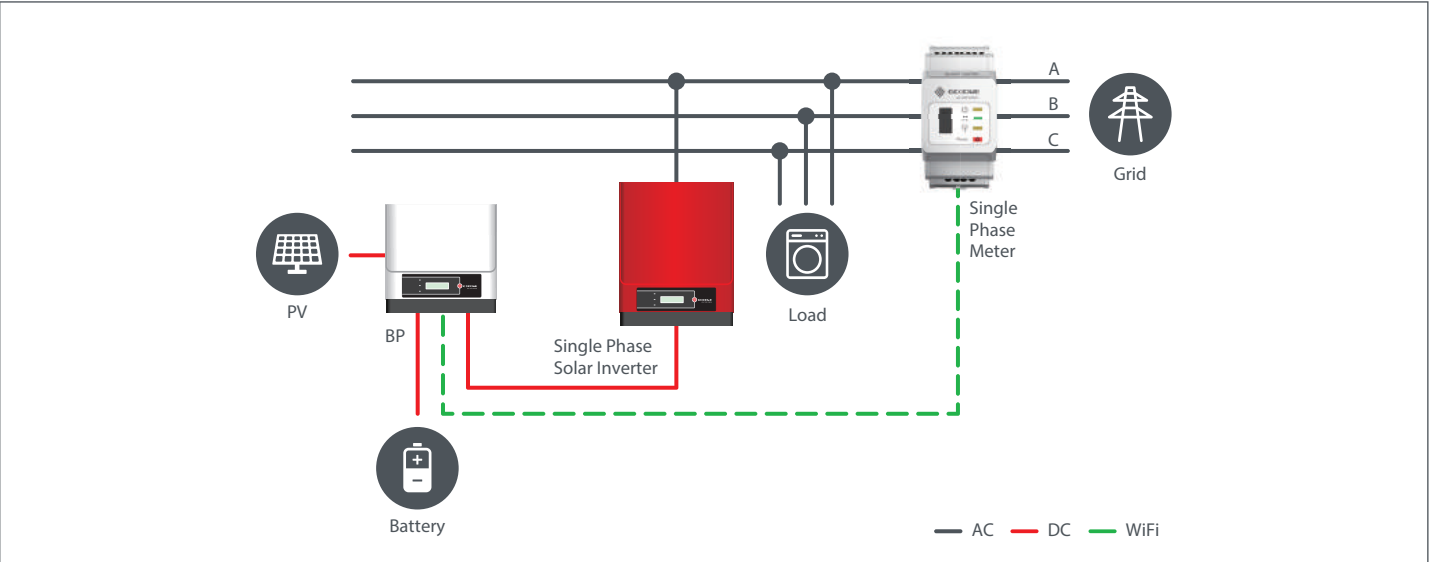 A
B
C
Grid
Single
Phase
Meter
PV
BP
Single Phase
Solar Inverter
Load
Battery
AC
DC
WiFi